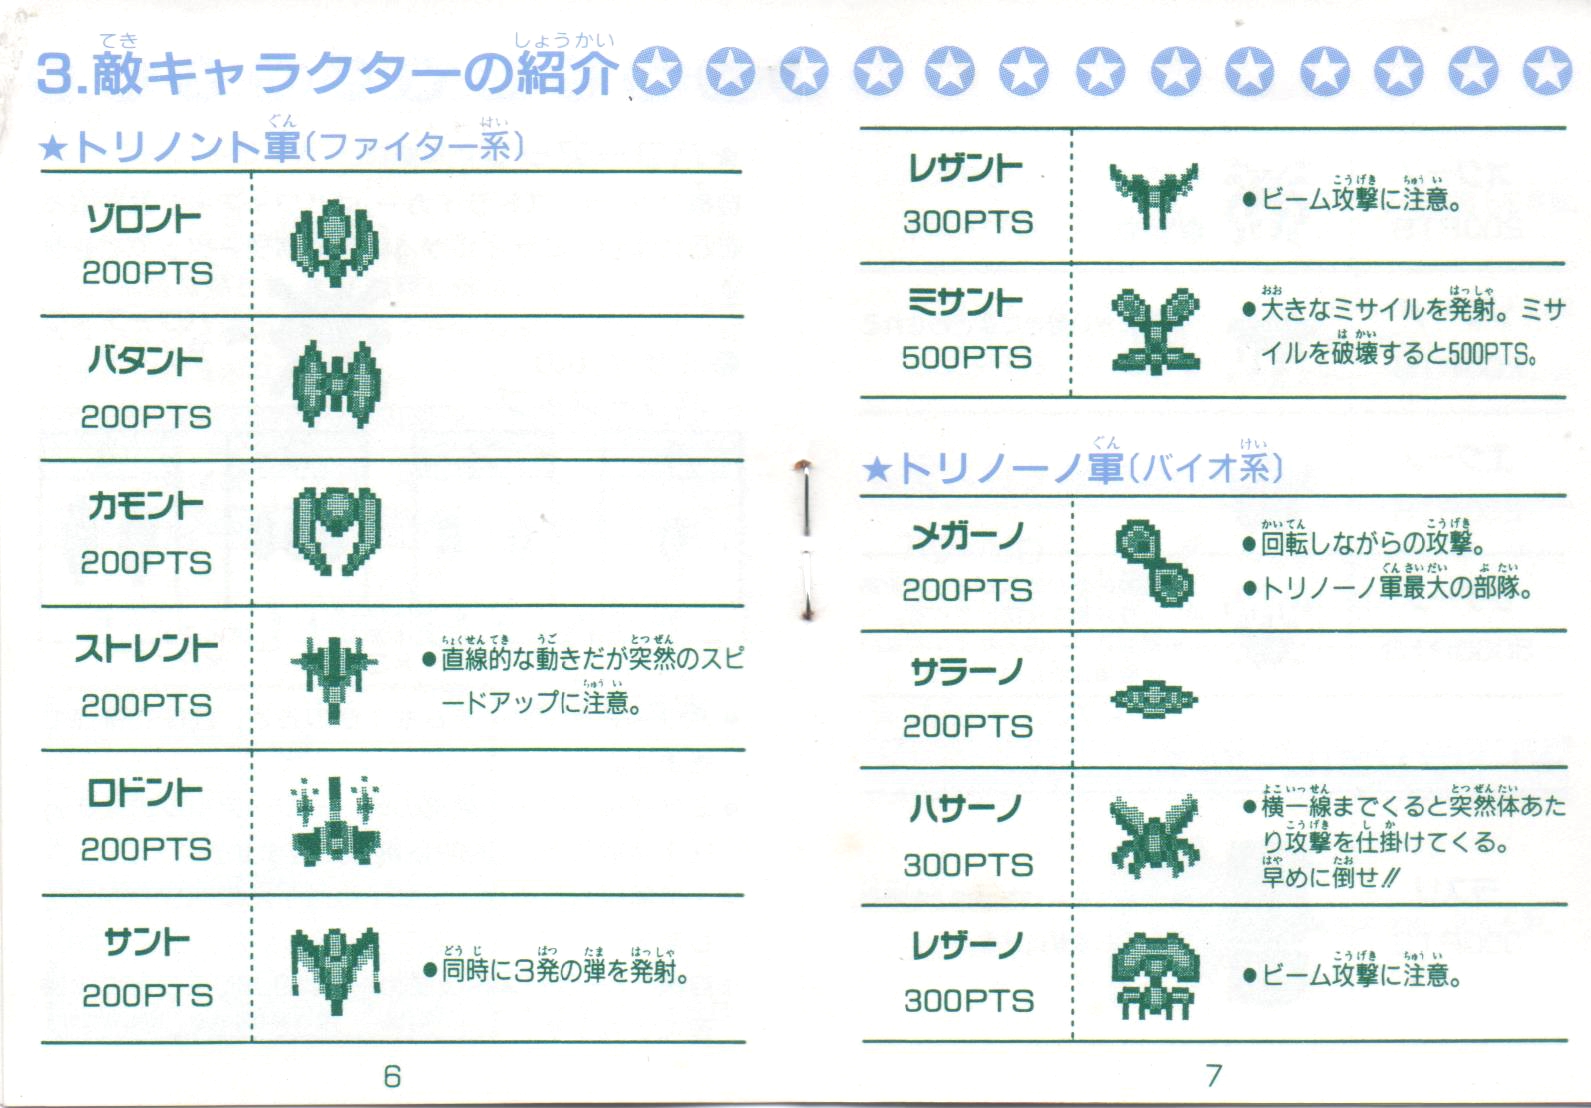 3.敵キャラクターの紹介
★トリノント軍(ファイター系)
ゾロント
200PTS
バタント
200PTS
カモント
200PTS
ストレント
200PTS
●直線的な動きだが突然のスピ
ードアップに注意。
ロドント
200PTS
サント
200PTS
●同時に3発の弾を発射。
6
レザント
300PTS
●ビーム攻撃に注意。
ミサント
500PTS
●大きなミサイルを発射。ミサ
イルを破壊すると500PTS。
★トリノーノ軍(バイオ系)
メガーノ
200PTS
●回転しながらの攻撃。
●トリノーノ軍最大の部隊。
サラーノ
200PTS
ハサーノ
300PTS
●横一線までくると突然体あた
り攻撃を仕掛けてくる。
早めに倒せ!!
レザーノ
300PTS
●ビーム攻撃に注意。
7